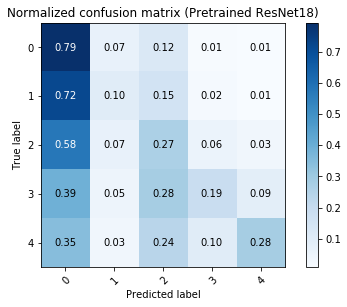 Normalized confusion matrix (Pretrained ResNet18)
0 0.79 0.07 0.12 0.01 0.01
1 0.72 0.10 0.15 0.02 0.01
2 0.58 0.07 0.27 0.06 0.03
3 0.39 0.05 0.28 0.19 0.09
4 0.35 0.03 0.24 0.10 0.28
True label
0 1 2 3 4
Predicted label
0.7
0.6
0.5
0.4
0.3
0.2
0.1